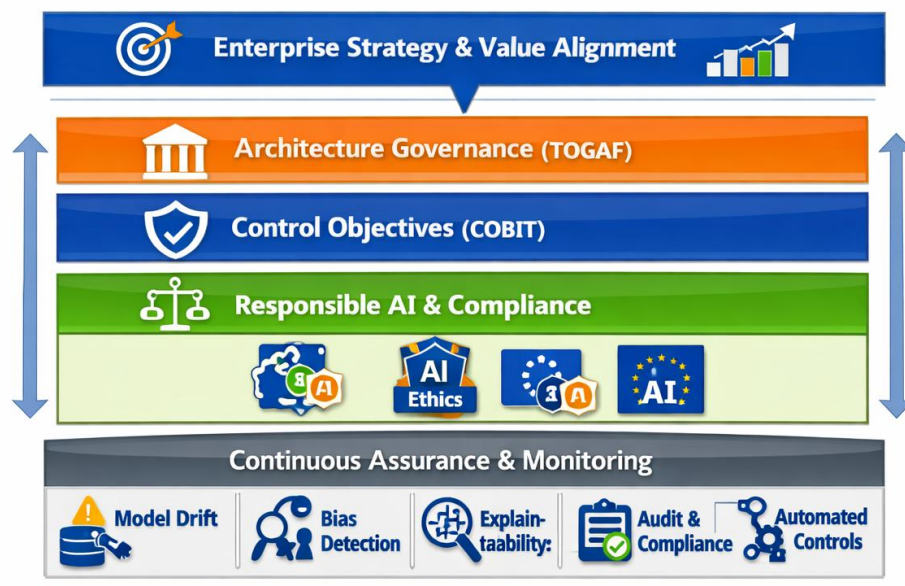 Enterprise Strategy & Value Alignment
Architecture Governance (TOGAF)
Control Objectives (COBIT)
Responsible AI & Compliance
AI
Ethics
AI
Continuous Assurance & Monitoring
Model Drift
Bias
Detection
Explain-
taability:
Audit &
Compliance
Automated
Controls